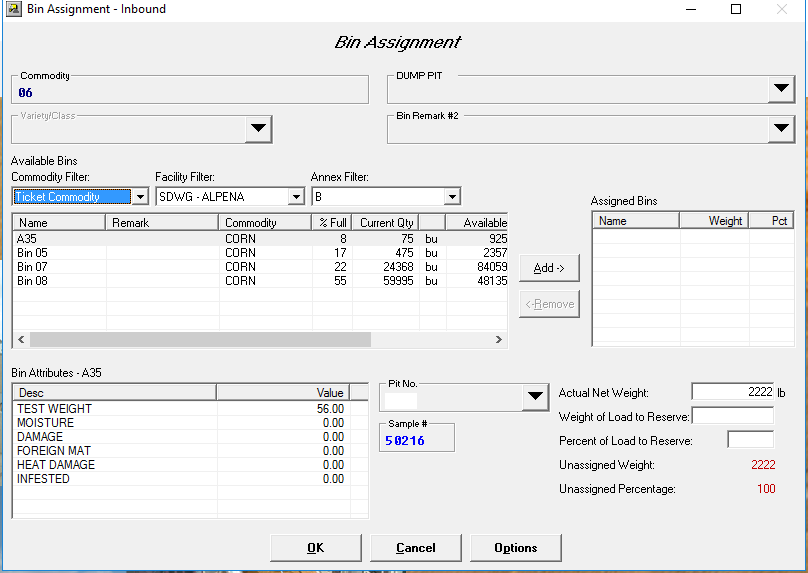 Bin Assignment - Inbound
Bin Assignment
Commodity
06
DUMP PIT
Variety/Class
Bin Remark #2
Available Bins
Commodity Filter: Facility Filter: Annex Filter:
Ticket Commodity SDWG - ALPENA B
Assigned Bins
Name Remark Commodity % Full Current Qty Available
A35 CORN 8 75 bu 925
Bin 05 CORN 17 475 bu 2357
Bin 07 CORN 22 24368 bu 84059
Bin 08 CORN 55 59995 bu 48135
Name Weight Pct
Add ->
<-Remove
Bin Attributes - A35
Desc Value
TEST WEIGHT 56.00
MOISTURE 0.00
DAMAGE 0.00
FOREIGN MAT 0.00
HEAT DAMAGE 0.00
INFESTED 0.00
Pit No.
Sample #
50216
Actual Net Weight: 2222 lb
Weight of Load to Reserve:
Percent of Load to Reserve:
Unassigned Weight: 2222
Unassigned Percentage: 100
OK Cancel Options